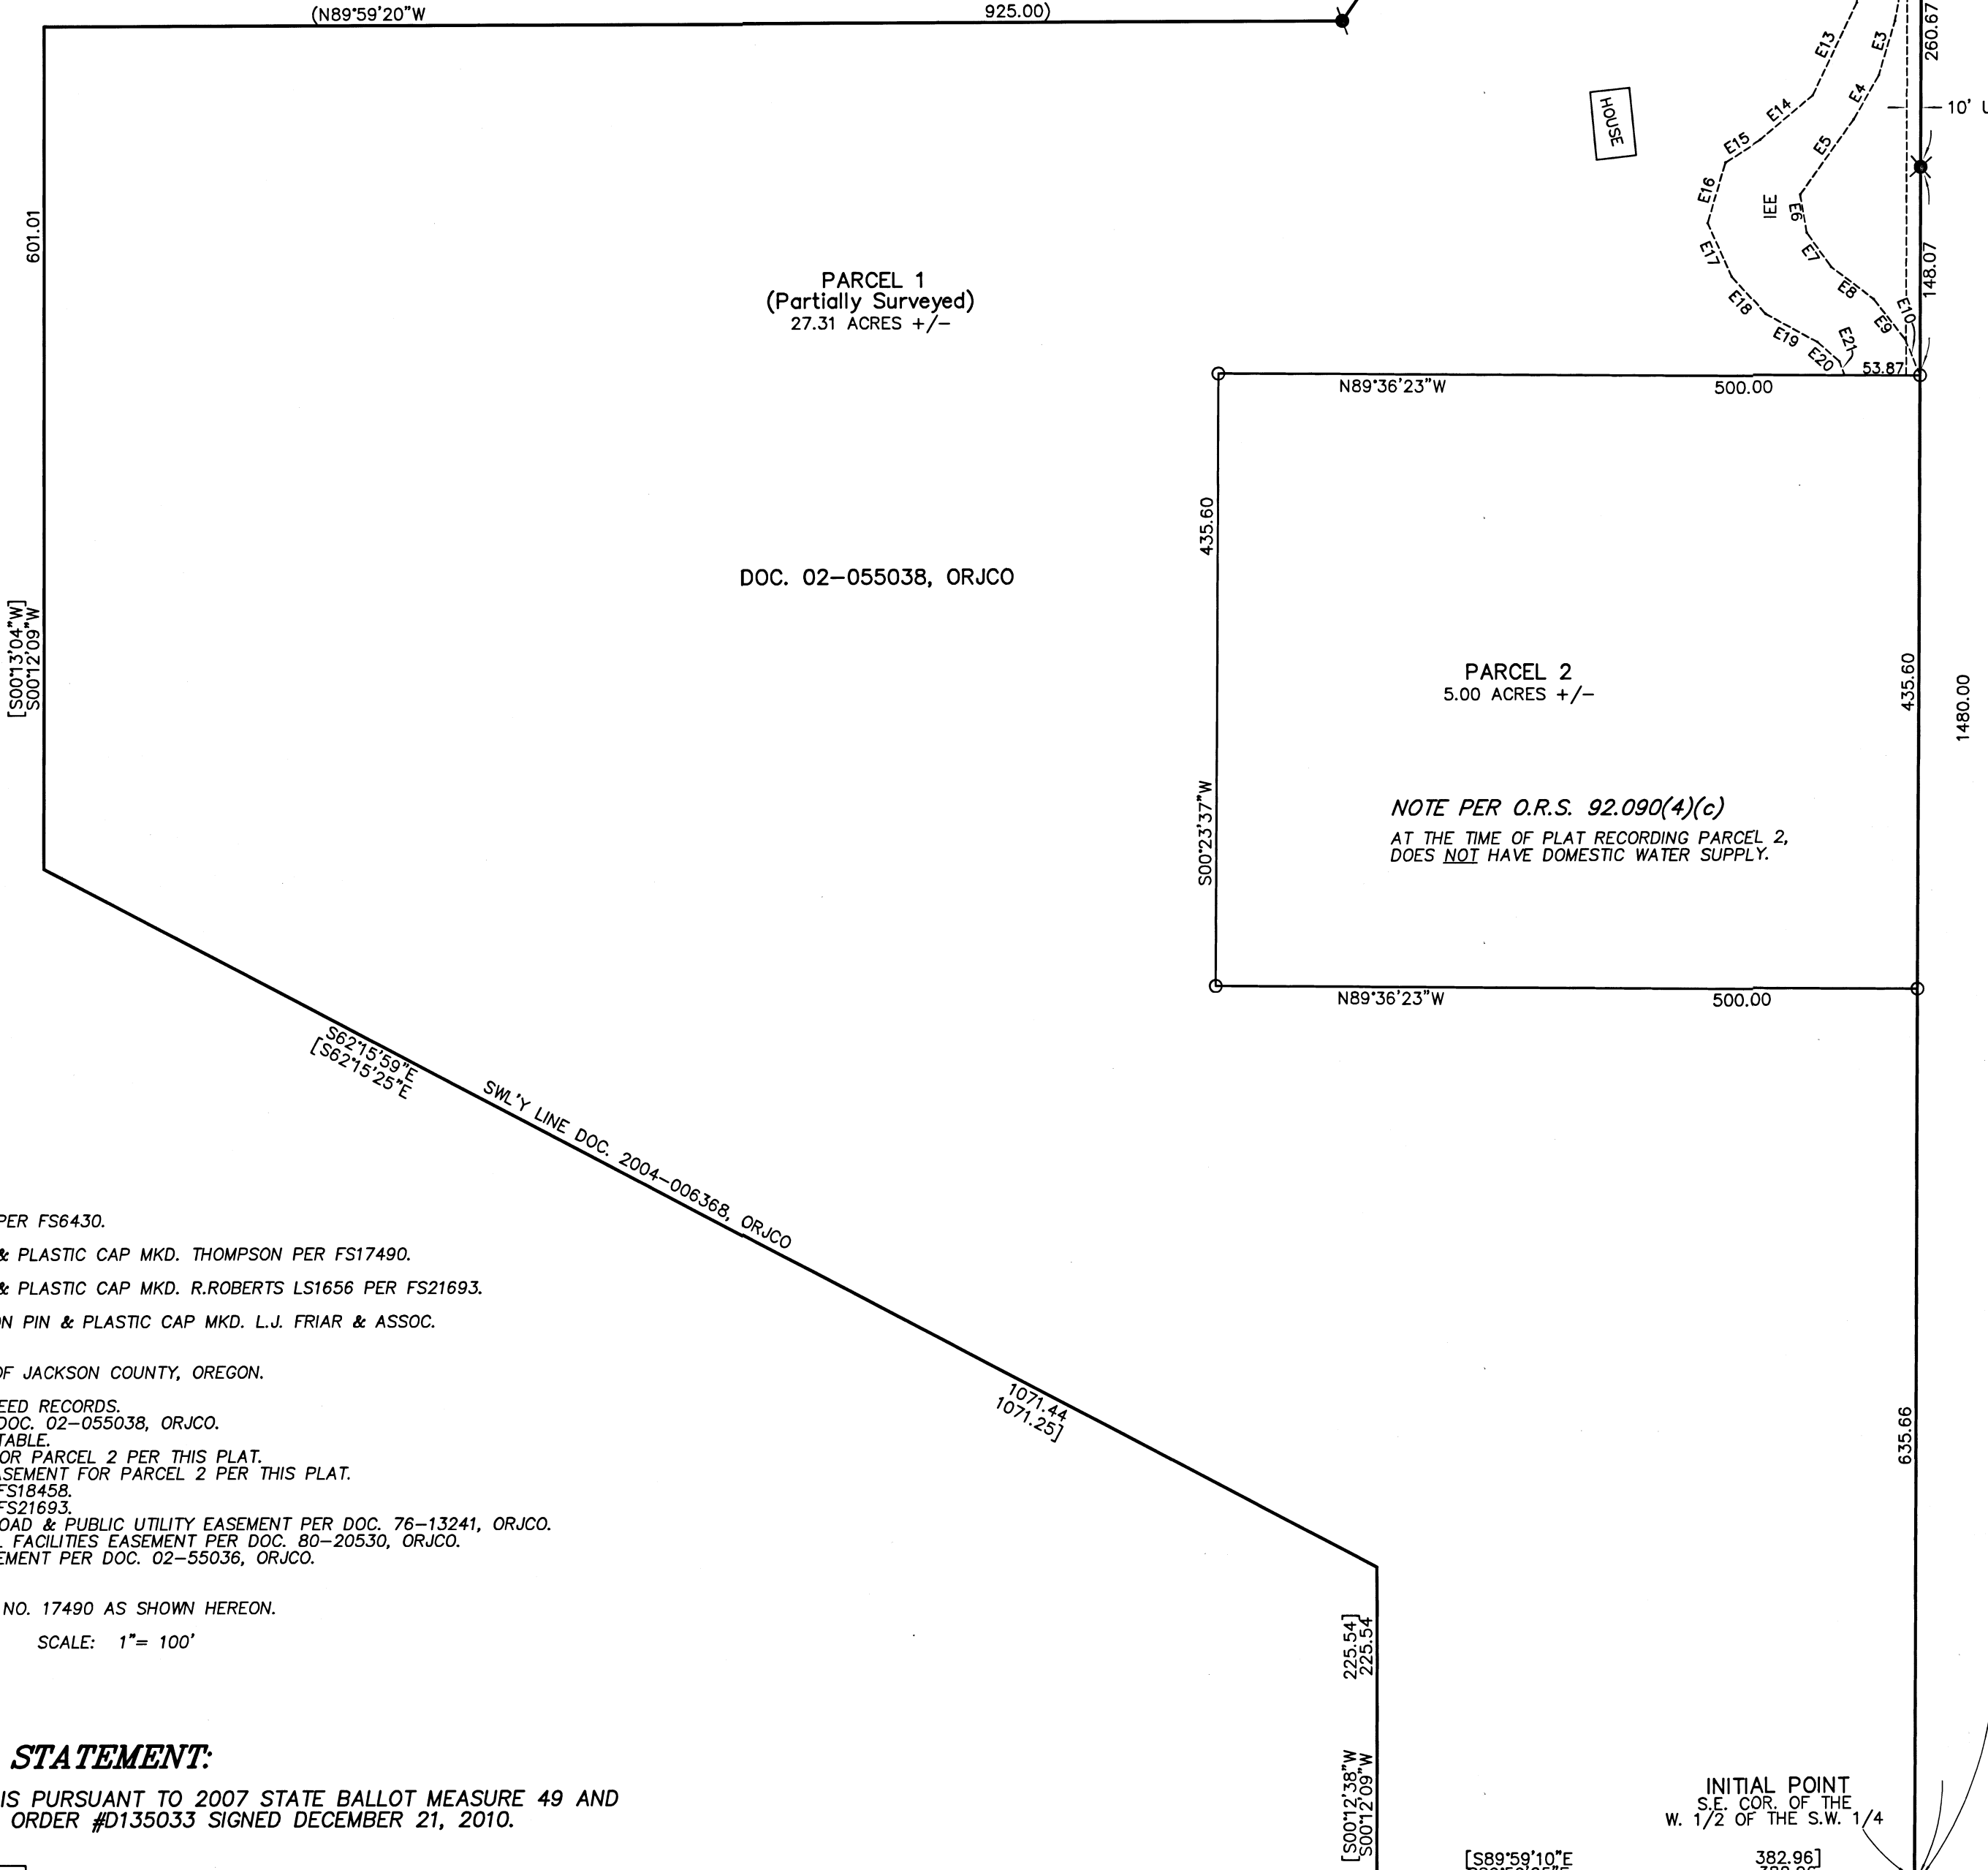 (N89°59'20"W 925.00)
260.67
E13
E3
E4
10' U
E14
HOUSE
E5
E15
E16
IEE
E6
601.01
E17
E7
148.07
PARCEL 1
(Partially Surveyed)
27.31 ACRES +/-
E18
E8
E10
E9
E19
E21
E20
53.87
N89°36'23"W 500.00
435.60
DOC. 02-055038, ORJCO
[S00°13'04"W]
S00°12'09"W
PARCEL 2
5.00 ACRES +/-
435.60
1480.00
S00°23'37"W
NOTE PER O.R.S. 92.090(4)(c)
AT THE TIME OF PLAT RECORDING PARCEL 2,
DOES NOT HAVE DOMESTIC WATER SUPPLY.
N89°36'23"W 500.00
S62°15'59"E
[S62°15'25"E
SWL'Y LINE DOC. 2004-006368, ORJCO
1071.44
1071.25]
635.66
PER FS6430.
& PLASTIC CAP MKD. THOMPSON PER FS17490.
& PLASTIC CAP MKD. R.ROBERTS LS1656 PER FS21693.
ON PIN & PLASTIC CAP MKD. L.J. FRIAR & ASSOC.
OF JACKSON COUNTY, OREGON.
EED RECORDS.
DOC. 02-055038, ORJCO.
TABLE.
OR PARCEL 2 PER THIS PLAT.
ASEMENT FOR PARCEL 2 PER THIS PLAT.
FS18458.
FS21693.
OAD & PUBLIC UTILITY EASEMENT PER DOC. 76-13241, ORJCO.
L FACILITIES EASEMENT PER DOC. 80-20530, ORJCO.
EMENT PER DOC. 02-55036, ORJCO.
NO. 17490 AS SHOWN HEREON.
SCALE: 1"= 100'
225.54]
225.54
[S00°12'38"W
S00°12'09"W
STATEMENT:
IS PURSUANT TO 2007 STATE BALLOT MEASURE 49 AND
ORDER #D135033 SIGNED DECEMBER 21, 2010.
INITIAL POINT
S.E. COR. OF THE
W. 1/2 OF THE S.W. 1/4
[S89°59'10"E 382.96]